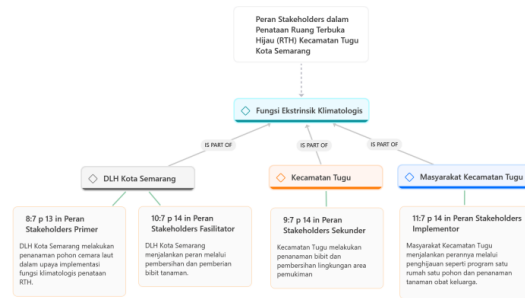 Peran Stakeholders dalam
Penataan Ruang Terbuka
Hijau (RTH) Kecamatan Tugu
Kota Semarang
Fungsi Ekstrinsik Klimatologis
IS PART OF
IS PART OF
IS PART OF
DLH Kota Semarang
Kecamatan Tugu
Masyarakat Kecamatan Tugu
8:7 p 13 in Peran
Stakeholders Primer
DLH Kota Semarang melakukan
penanaman pohon cemara laut
dalam upaya implementasi
fungsi klimatologis penataan
RTH.
10:7 p 14 in Peran
Stakeholders Fasilitator
DLH Kota Semarang
menjalankan peran melalui
pembersihan dan pemberian
bibit tanaman.
9:7 p 14 in Peran
Stakeholders Sekunder
Kecamatan Tugu melakukan
penanaman bibit dan
pembersihan lingkungan area
pemukiman
11:7 p 14 in Peran Stakeholders
Implementor
Masyarakat Kecamatan Tugu
menjalankan perannya melalui
penghijauan seperti program satu
rumah satu pohon dan penanaman
tanaman obat keluarga.